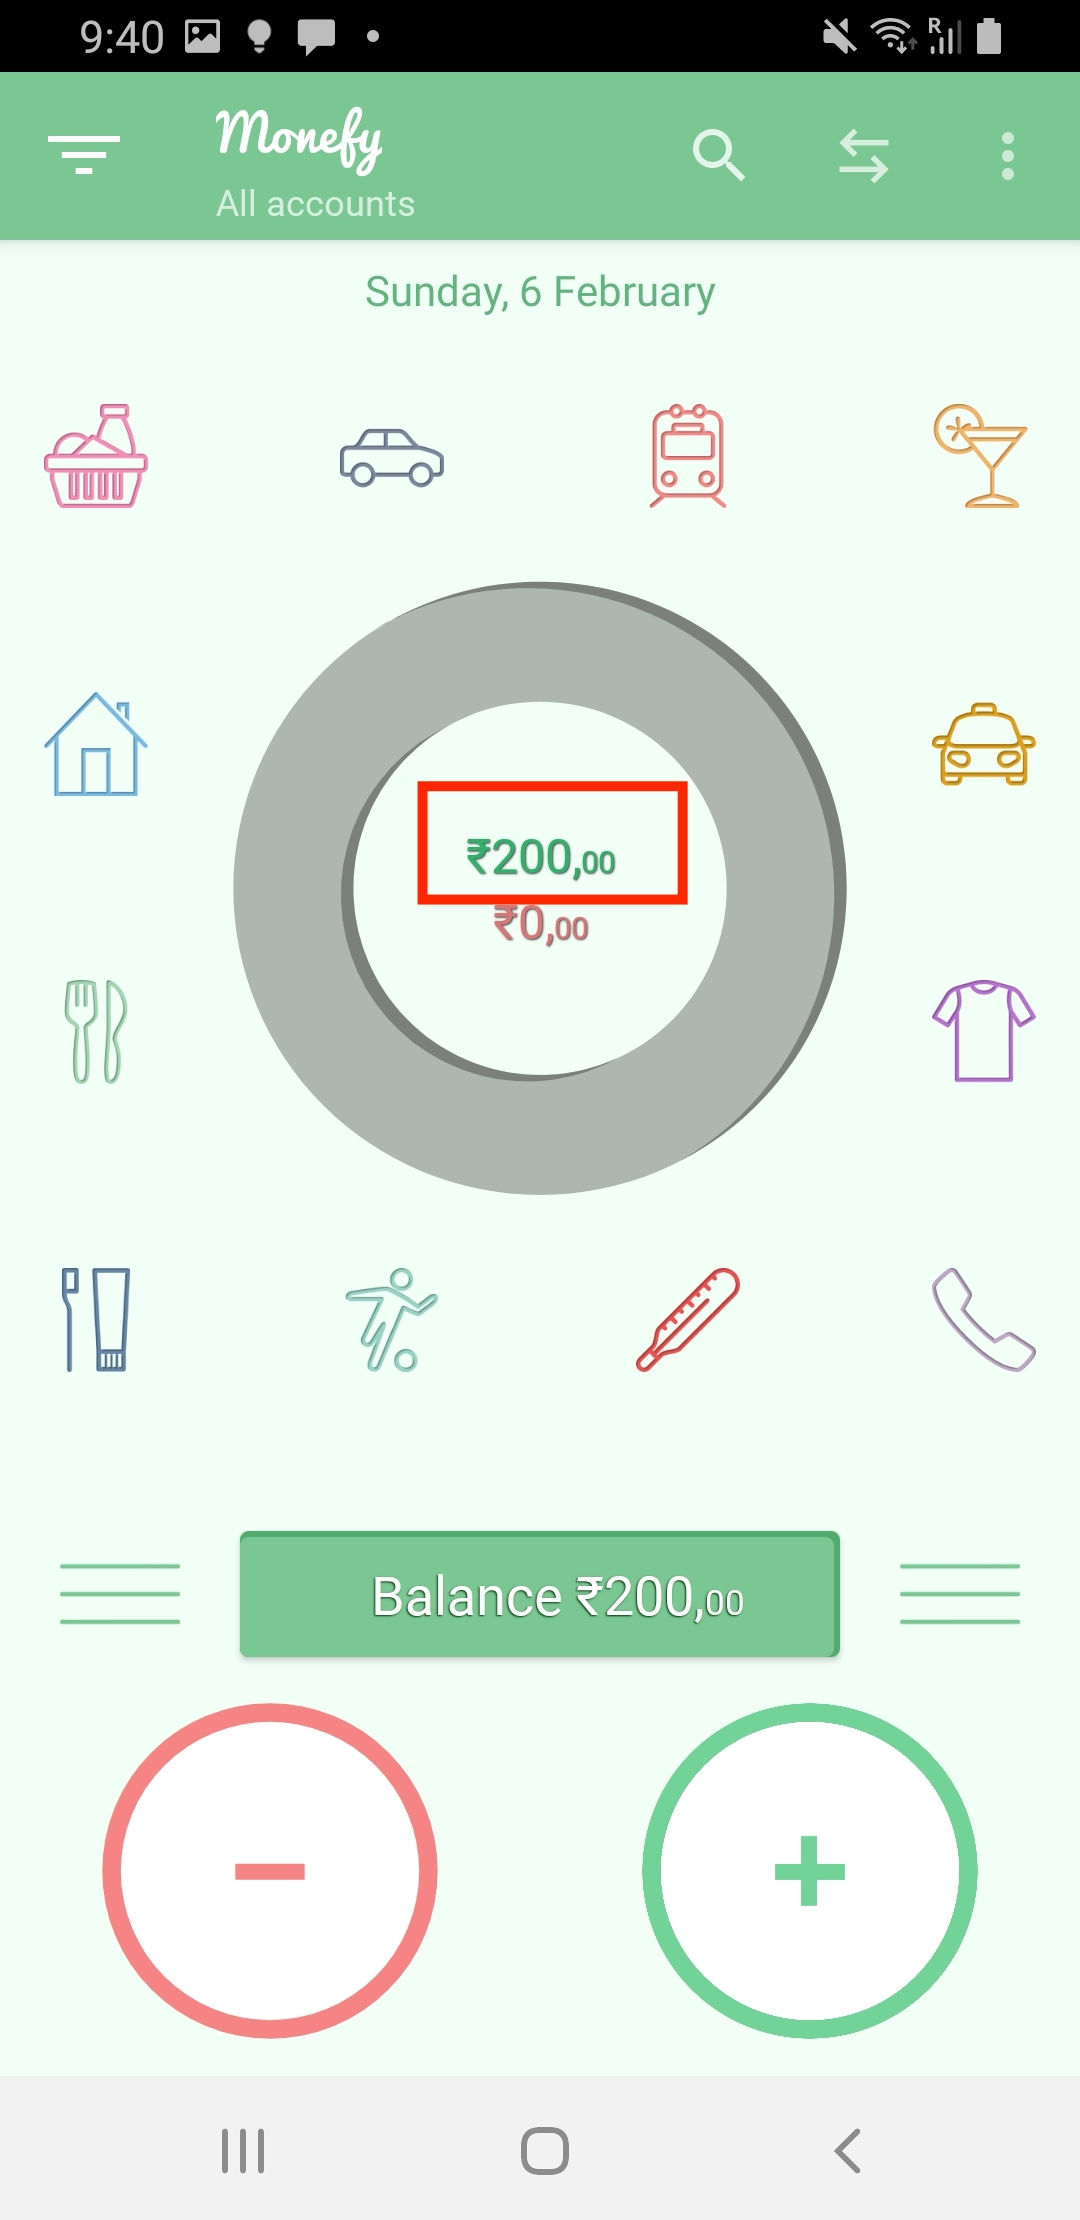 9:40
R
Monefy
All accounts
Sunday, 6 February
₹200,00
₹0,00
Balance ₹200,00